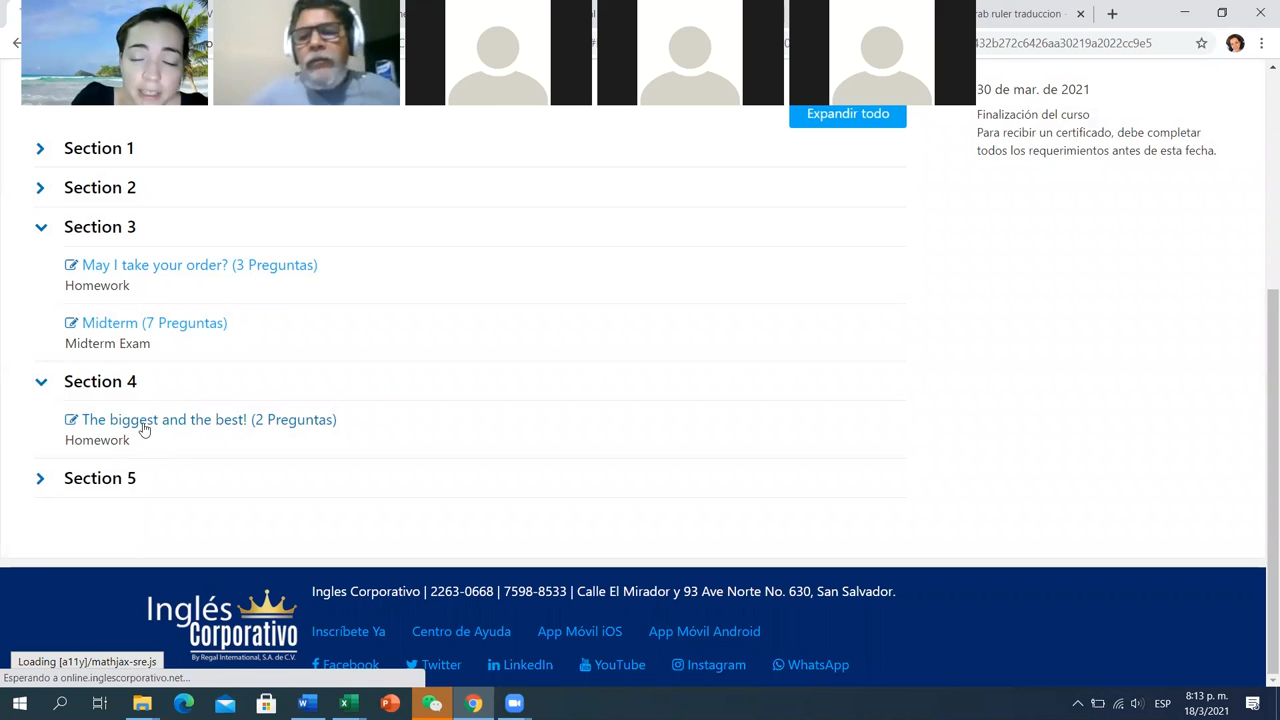 rab ruler traduccion -
432b272c6426aa30219a2022cc9e5
30 de mar. de 2021
Finalización del curso
Para recibir un certificado, debe completar
todos los requerimientos antes de esta fecha.
Expandir todo
Section 1
Section 2
Section 3
May I take your order? (3 Preguntas)
Homework
Midterm (7 Preguntas)
Midterm Exam
Section 4
The biggest and the best! (2 Preguntas)
Homework
Section 5
Ingles Corporativo | 2263-0668 | 7598-8533 | Calle El Mirador y 93 Ave Norte No. 630, San Salvador.
Inglés
Corporativo
By Regal International, S.A. de C.V.
Inscríbete Ya
Centro de Ayuda
App Móvil iOS
App Móvil Android
Facebook
Twitter
LinkedIn
YouTube
Instagram
WhatsApp
Loading [a11y]/mathjax-sre.js
Esperando a online.inglescorporativo.net...
ESP
8:13 p. m.
18/3/2021